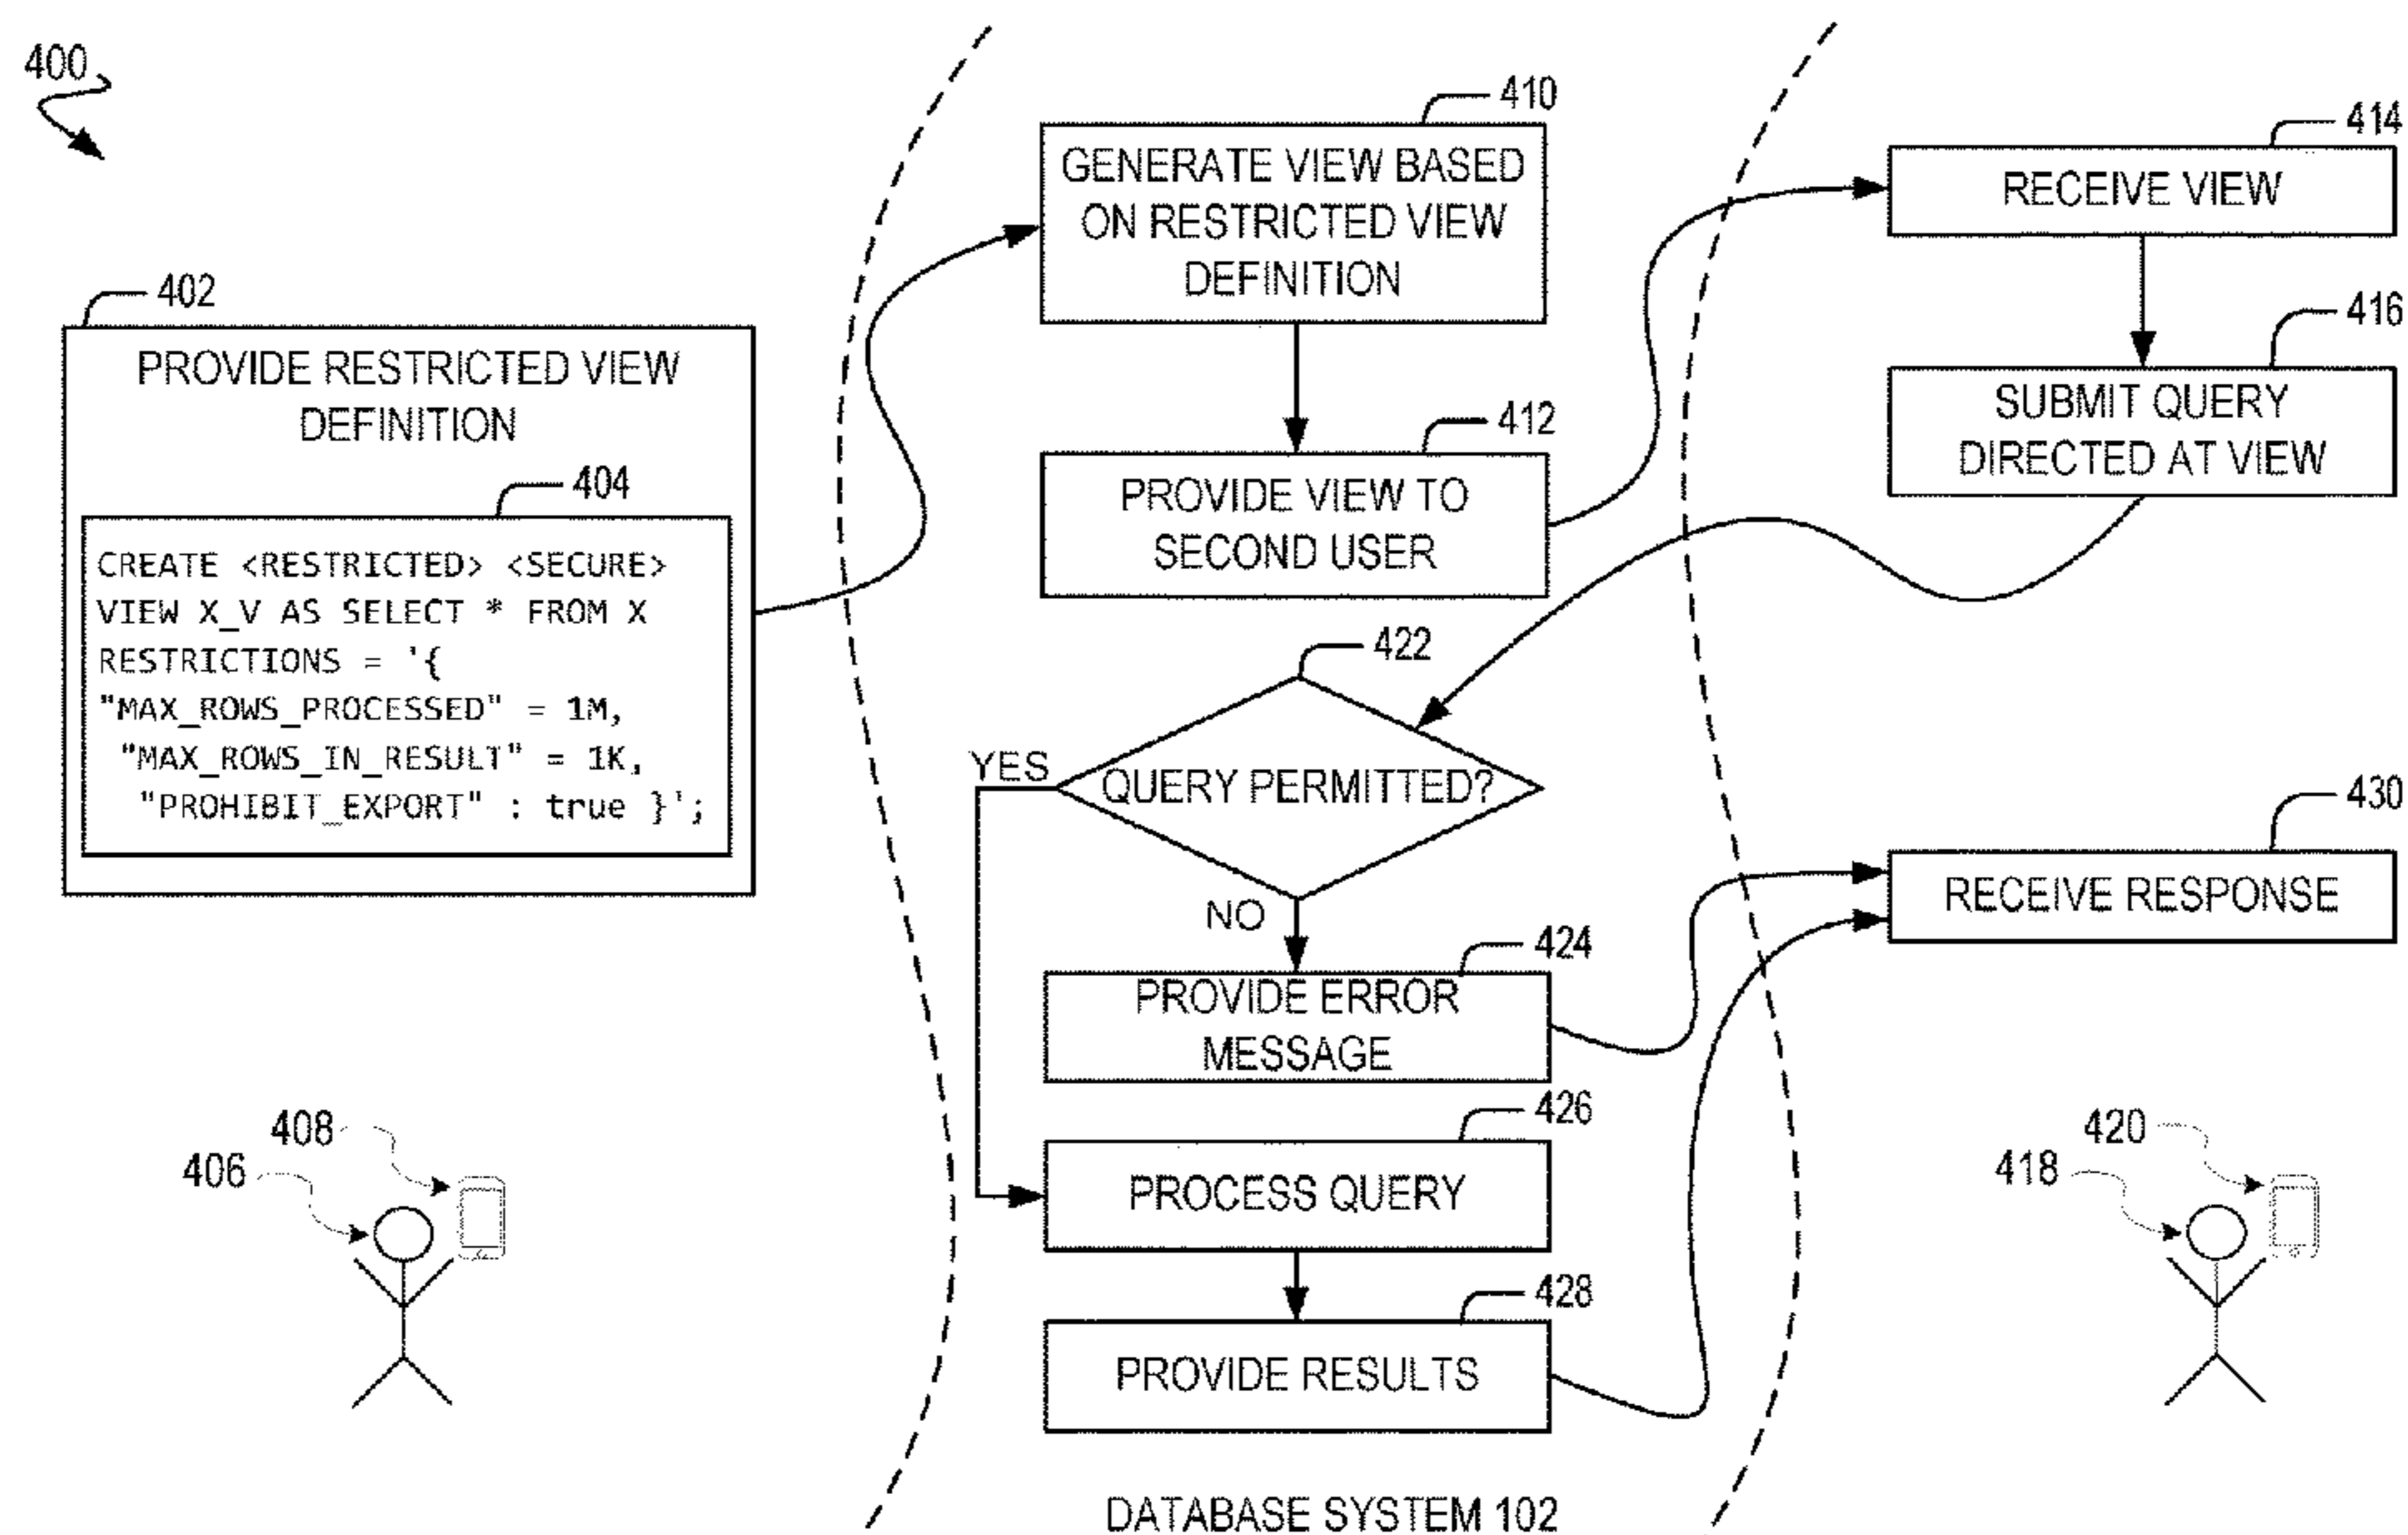 400
402
PROVIDE RESTRICTED VIEW
DEFINITION
404
CREATE <RESTRICTED> <SECURE>
VIEW X_V AS SELECT * FROM X
RESTRICTIONS = '{
"MAX_ROWS_PROCESSED" = 1M,
"MAX_ROWS_IN_RESULT" = 1K,
"PROHIBIT_EXPORT" : true }';
408
406
410
GENERATE VIEW BASED
ON RESTRICTED VIEW
DEFINITION
412
PROVIDE VIEW TO
SECOND USER
422
QUERY PERMITTED?
YES
NO
424
PROVIDE ERROR
MESSAGE
426
PROCESS QUERY
428
PROVIDE RESULTS
DATABASE SYSTEM 102
414
RECEIVE VIEW
416
SUBMIT QUERY
DIRECTED AT VIEW
430
RECEIVE RESPONSE
420
418